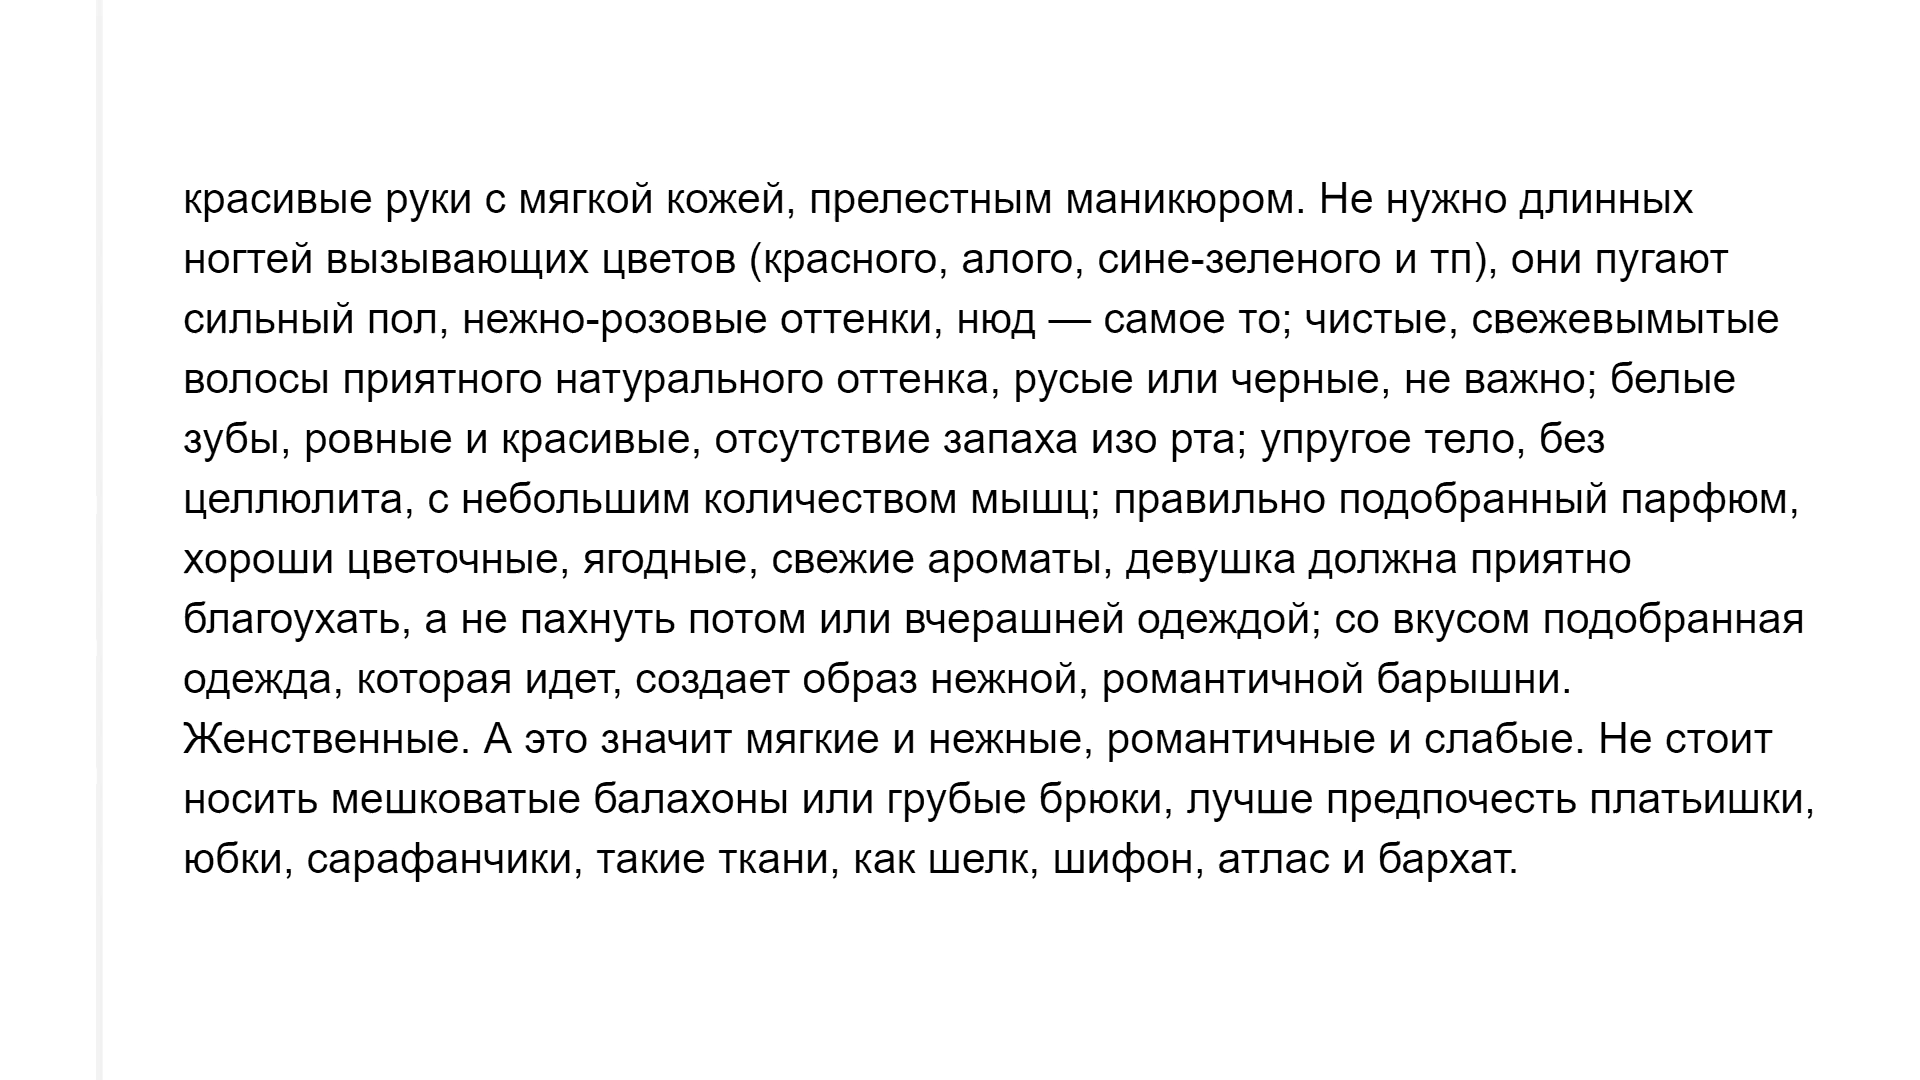 красивые руки с мягкой кожей, прелестным маникюром. Не нужно длинных
ногтей вызывающих цветов (красного, алого, сине-зеленого и тп), они пугают
сильный пол, нежно-розовые оттенки, нюд — самое то; чистые, свежевымытые
волосы приятного натурального оттенка, русые или черные, не важно; белые
зубы, ровные и красивые, отсутствие запаха изо рта; упругое тело, без
целлюлита, с небольшим количеством мышц; правильно подобранный парфюм,
хороши цветочные, ягодные, свежие ароматы, девушка должна приятно
благоухать, а не пахнуть потом или вчерашней одеждой; со вкусом подобранная
одежда, которая идет, создает образ нежной, романтичной барышни.
Женственные. А это значит мягкие и нежные, романтичные и слабые. Не стоит
носить мешковатые балахоны или грубые брюки, лучше предпочесть платьишки,
юбки, сарафанчики, такие ткани, как шелк, шифон, атлас и бархат.